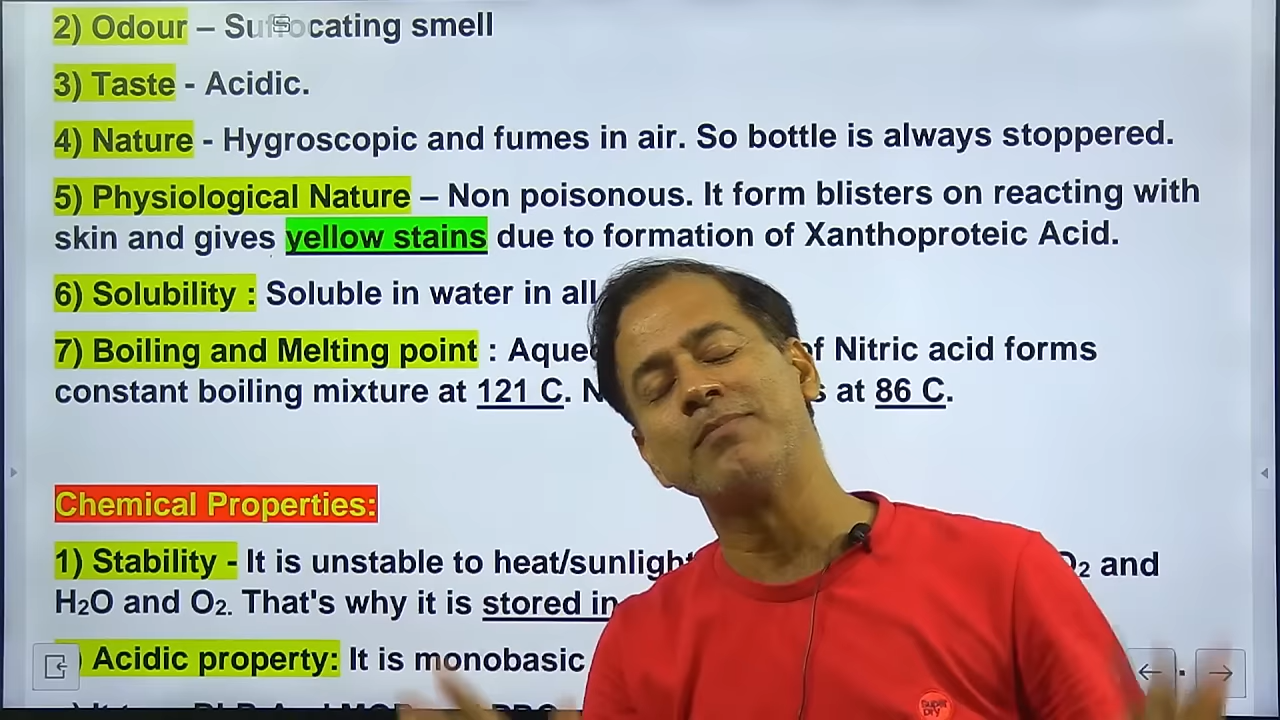 2) Odour – Suffocating smell
3) Taste - Acidic.
4) Nature - Hygroscopic and fumes in air. So bottle is always stoppered.
5) Physiological Nature – Non poisonous. It form blisters on reacting with
skin and gives yellow stains due to formation of Xanthoproteic Acid.
6) Solubility : Soluble in water in all
7) Boiling and Melting point : of Nitric acid forms
constant boiling mixture at 121 C. at 86 C.
Chemical Properties:
1) Stability - It is unstable to heat/sunlight and
H₂O and O₂. That's why it is stored in
) Acidic property: It is monobasic
Super
dry